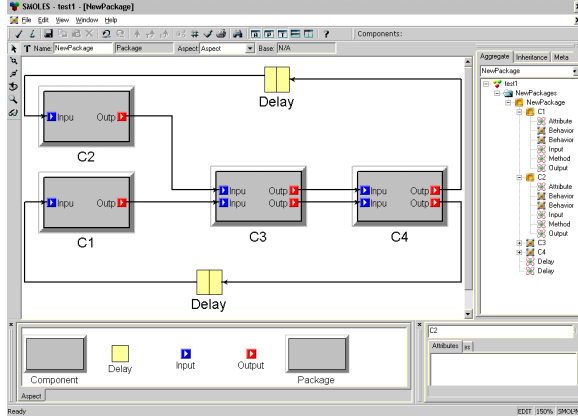 SMOLES - test1 - [NewPackage]
File Edit View Window Help
Components:
Name: NewPackage Package Aspect: Aspect Base: N/A
Aggregate Inheritance Meta
NewPackage
test1
NewPackages
NewPackage
C1
Attribute
Behavior
Behavior
Input
Method
Output
C2
Attribute
Behavior
Behavior
Input
Method
Output
C3
C4
Delay
Delay
Delay
Inpu Outp
C2
Inpu Outp
C1
Inpu Outp
Inpu Outp
C3
Inpu Outp
Inpu Outp
C4
Delay
Component
Delay
Input
Output
Package
Aspect
C2
Attributes es
Ready
EDIT 150%